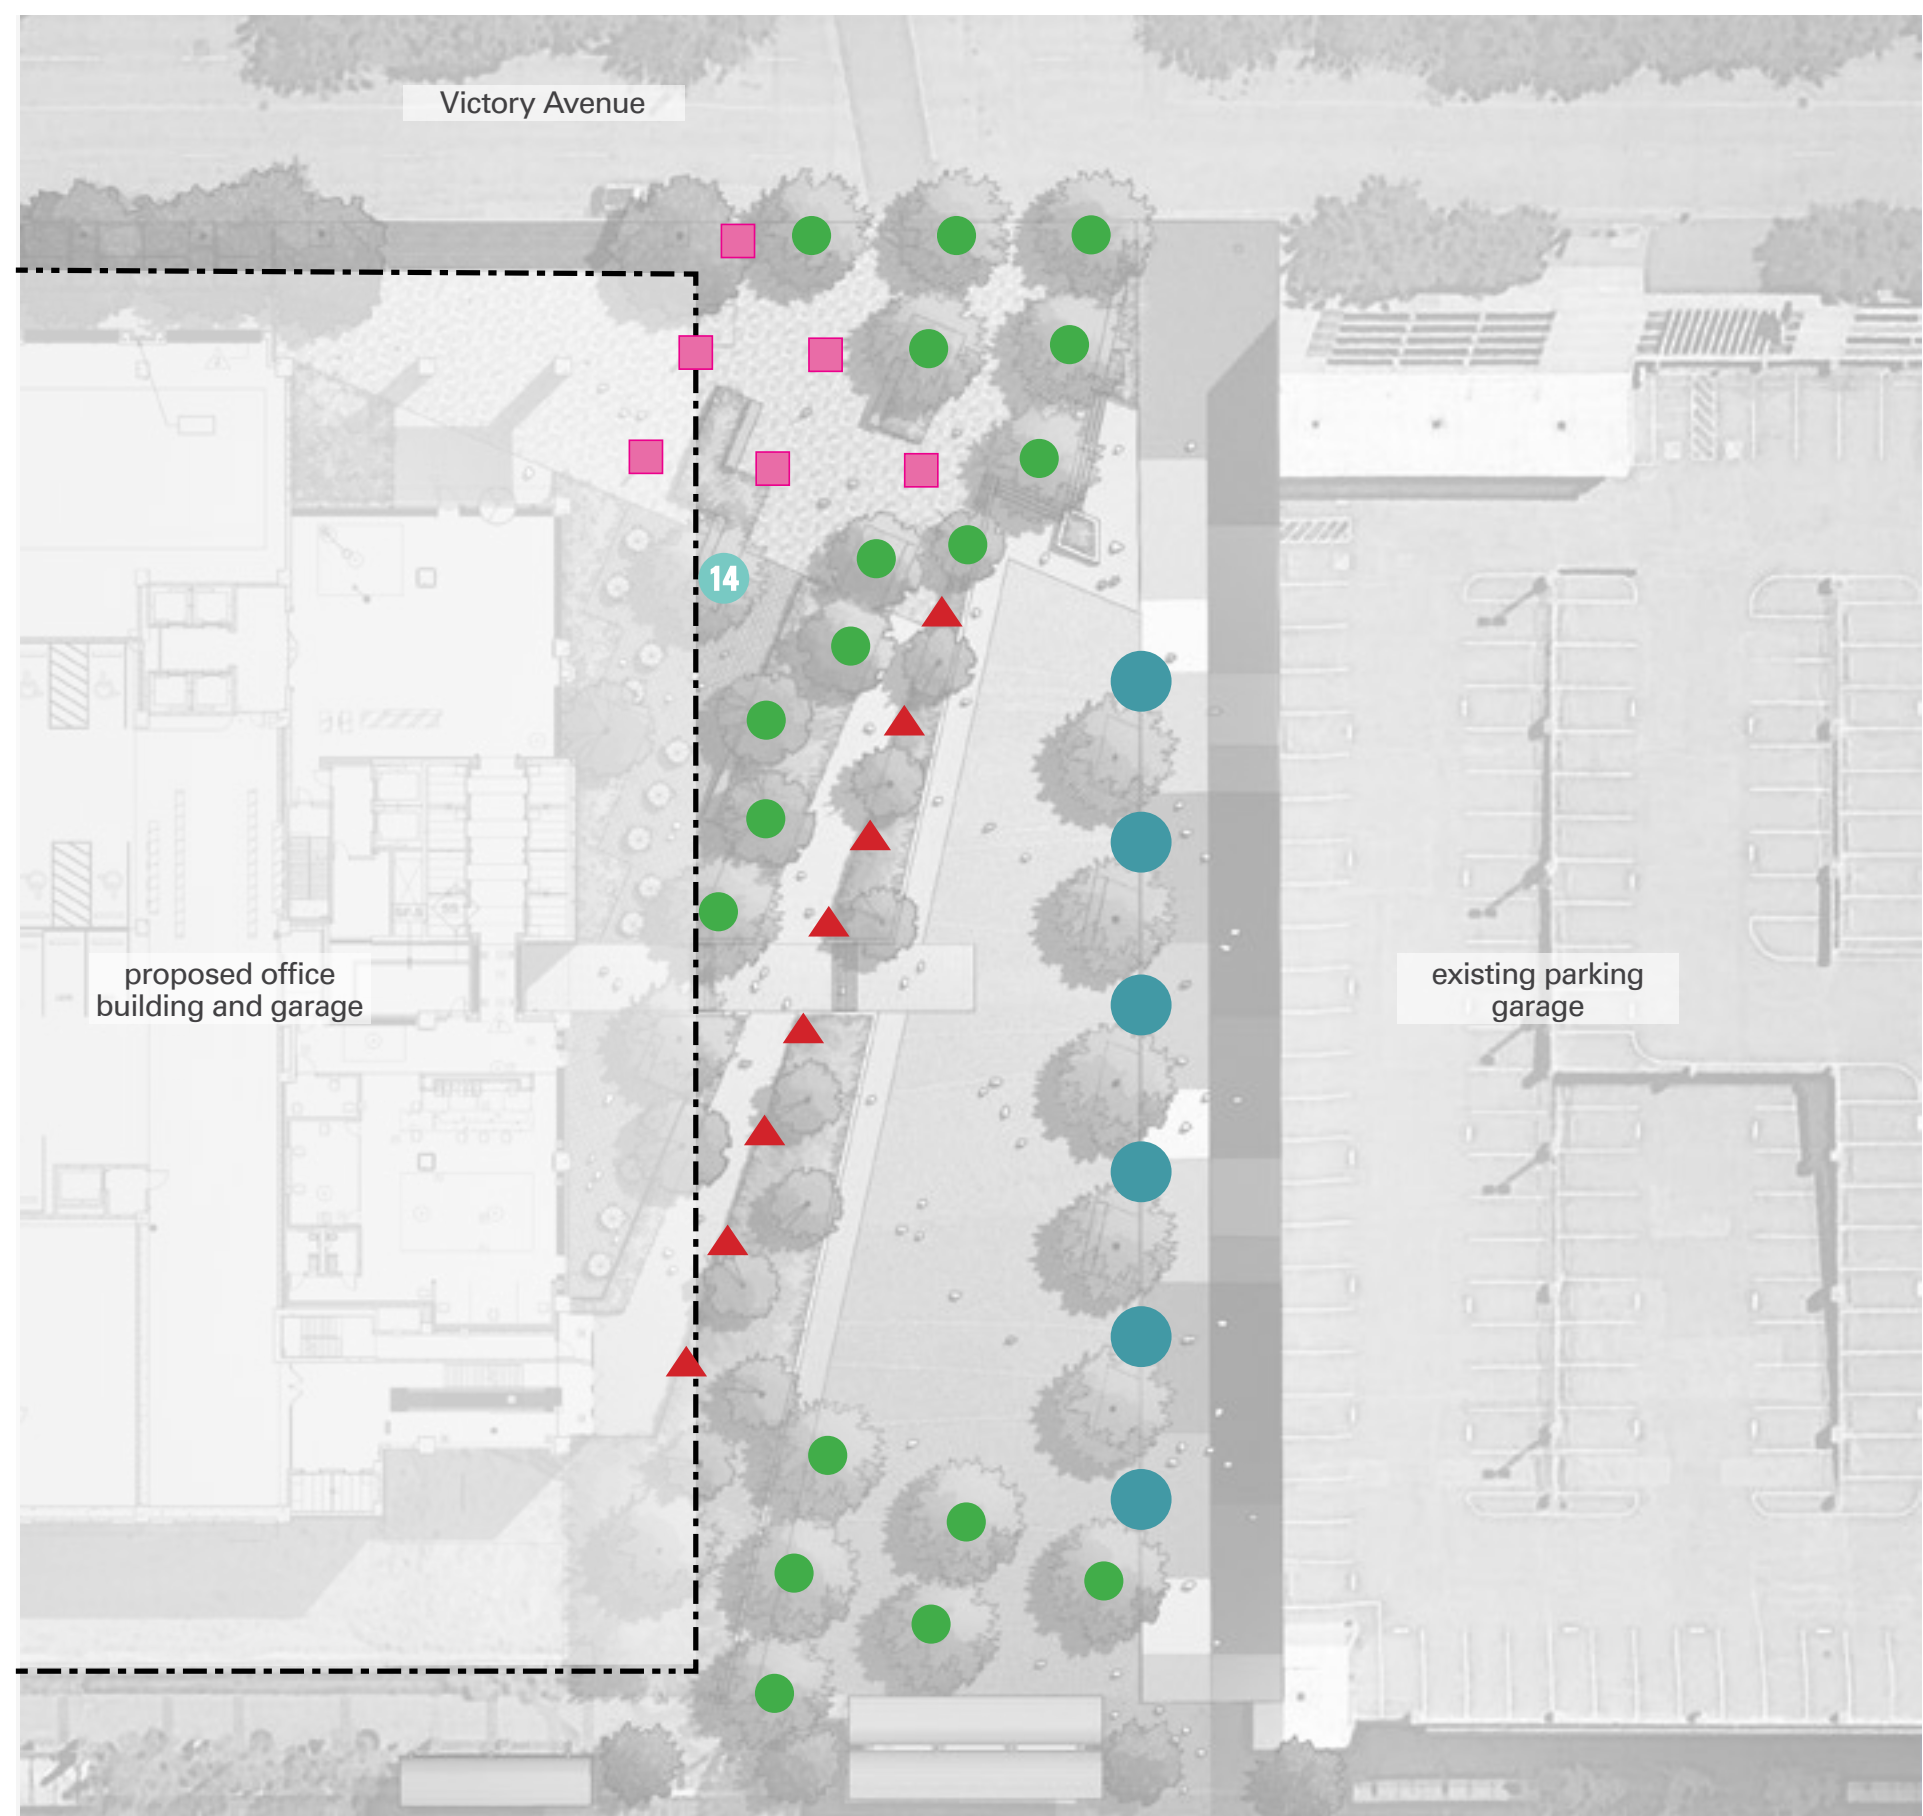 Victory Avenue
14
proposed office
building and garage
existing parking
garage